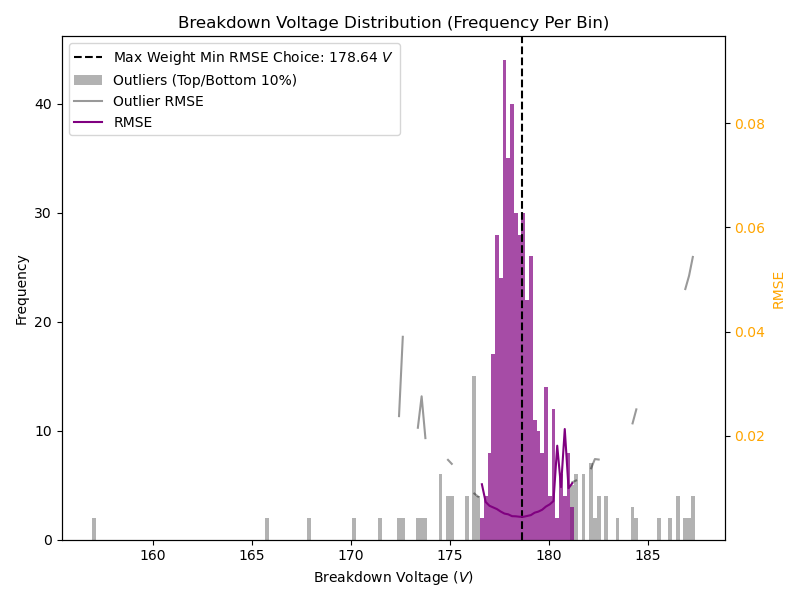 Breakdown Voltage Distribution (Frequency Per Bin)
Max Weight Min RMSE Choice: 178.64 V
Outliers (Top/Bottom 10%)
Outlier RMSE
RMSE
40
30
20
10
0
Frequency
0.08
0.06
0.04
0.02
RMSE
160
165
170
175
180
185
Breakdown Voltage (V)